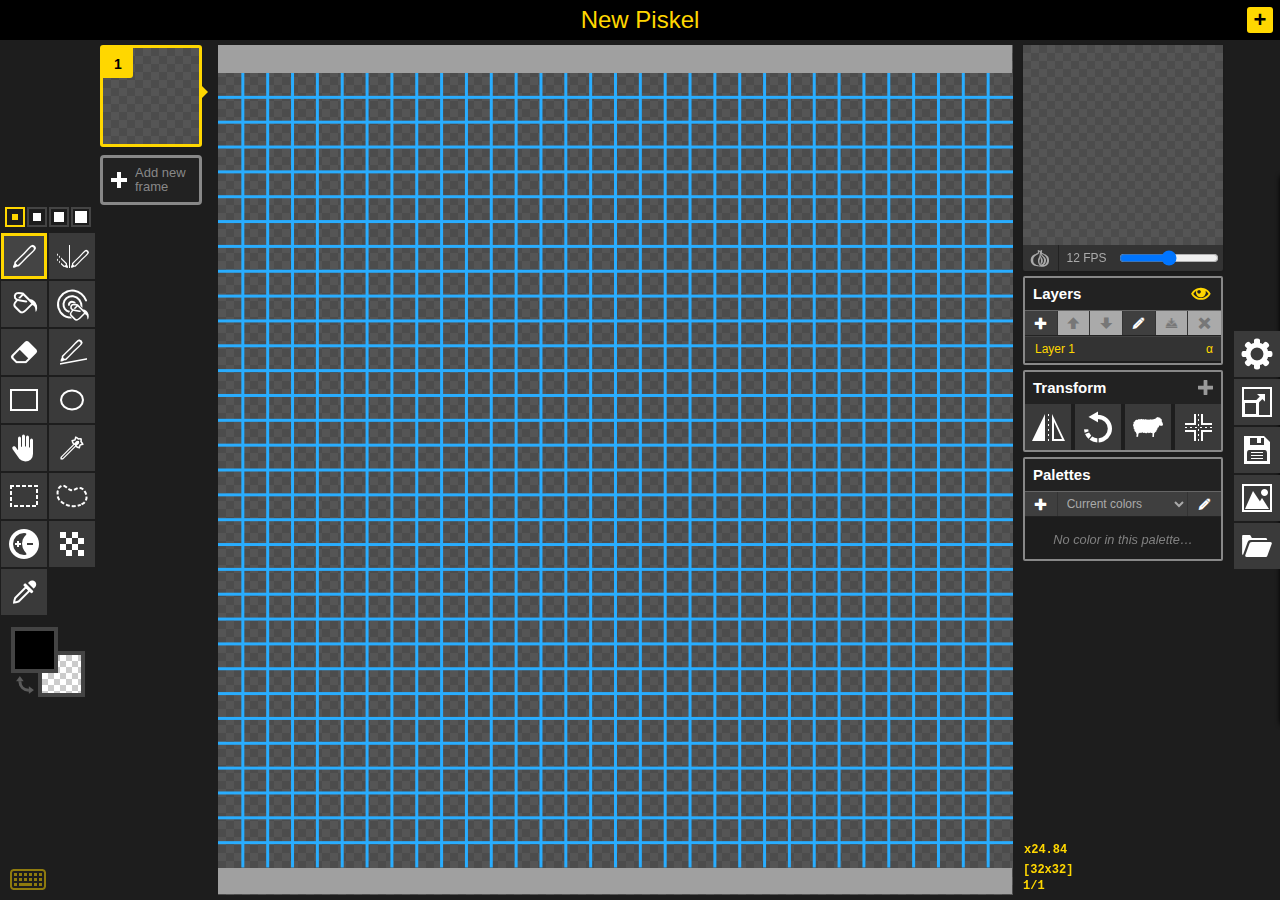 New Piskel
+
1
Add new
frame
12 FPS
Layers
Layer 1
α
Transform
Palettes
Current colors
No color in this palette…
x24.84
[32x32]
1/1